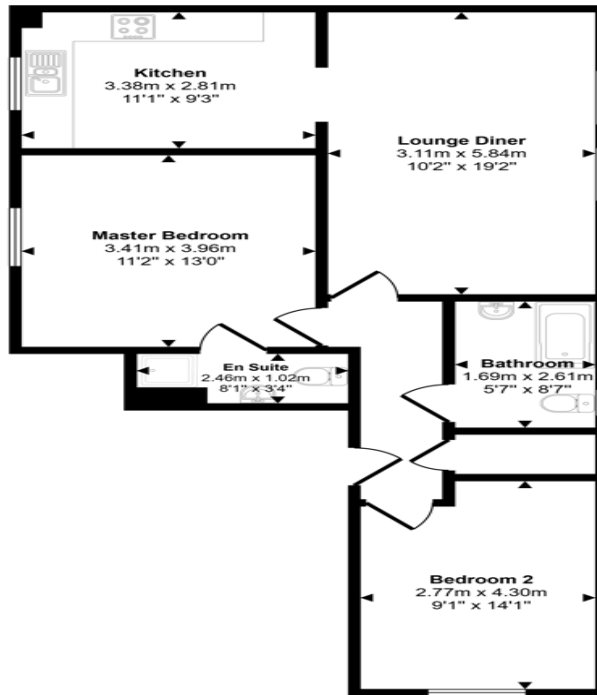 Kitchen
3.38m x 2.81m
11'1" x 9'3"
Lounge Diner
3.11m x 5.84m
10'2" x 19'2"
Master Bedroom
3.41m x 3.96m
11'2" x 13'0"
En Suite
2.46m x 1.02m
8'1" x 3'4"
Bathroom
1.69m x 2.61m
5'7" x 8'7"
Bedroom 2
2.77m x 4.30m
9'1" x 14'1"